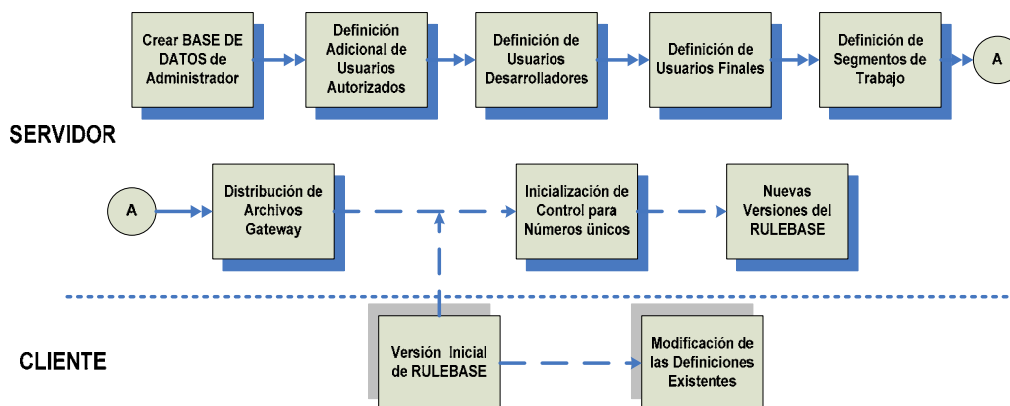 Crear BASE DE
DATOS de
Administrador
Definición
Adicional de
Usuarios
Autorizados
Definición de
Usuarios
Desarrolladores
Definición de
Usuarios Finales
Definición de
Segmentos de
Trabajo
A
SERVIDOR
A
Distribución de
Archivos
Gateway
Inicialización de
Control para
Números ünicos
Nuevas
Versiones del
RULEBASE
CLIENTE
Versión Inicial
de RULEBASE
Modificación de
las Definiciones
Existentes